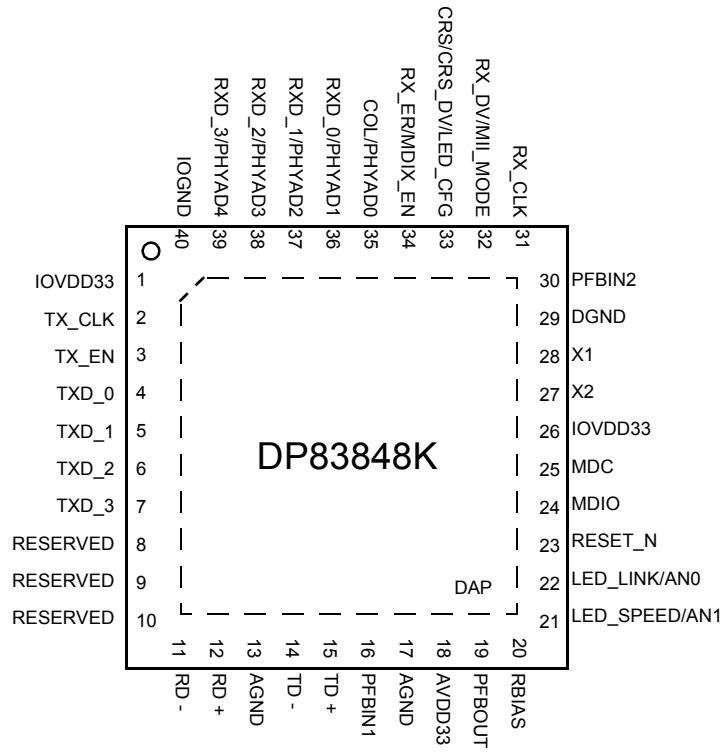 CRS/CRS_DV/LED_CFG
RX_DV/MII_MODE
RX_ER/MDIX_EN
RXD_3/PHYAD4
RXD_2/PHYAD3
RXD_1/PHYAD2
RXD_0/PHYAD1
COL/PHYAD0
RX_CLK
IOGND
40 39 38 37 36 35 34 33 32 31
IOVDD33 1
TX_CLK 2
TX_EN 3
TXD_0 4
TXD_1 5
TXD_2 6
TXD_3 7
RESERVED 8
RESERVED 9
RESERVED 10
DP83848K
DAP
30 PFBIN2
29 DGND
28 X1
27 X2
26 IOVDD33
25 MDC
24 MDIO
23 RESET_N
22 LED_LINK/AN0
21 LED_SPEED/AN1
11 12 13 14 15 16 17 18 19 20
RD -
RD +
AGND
TD -
TD +
PFBIN1
AGND
AVDD33
PFBOUT
RBIAS